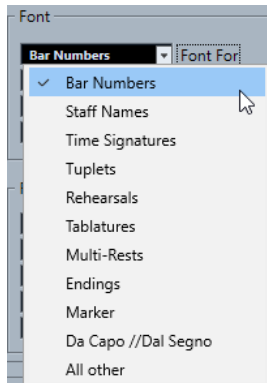 Font
Bar Numbers Font For
Bar Numbers
Staff Names
Time Signatures
Tuplets
Rehearsals
Tablatures
Multi-Rests
Endings
Marker
Da Capo //Dal Segno
All other